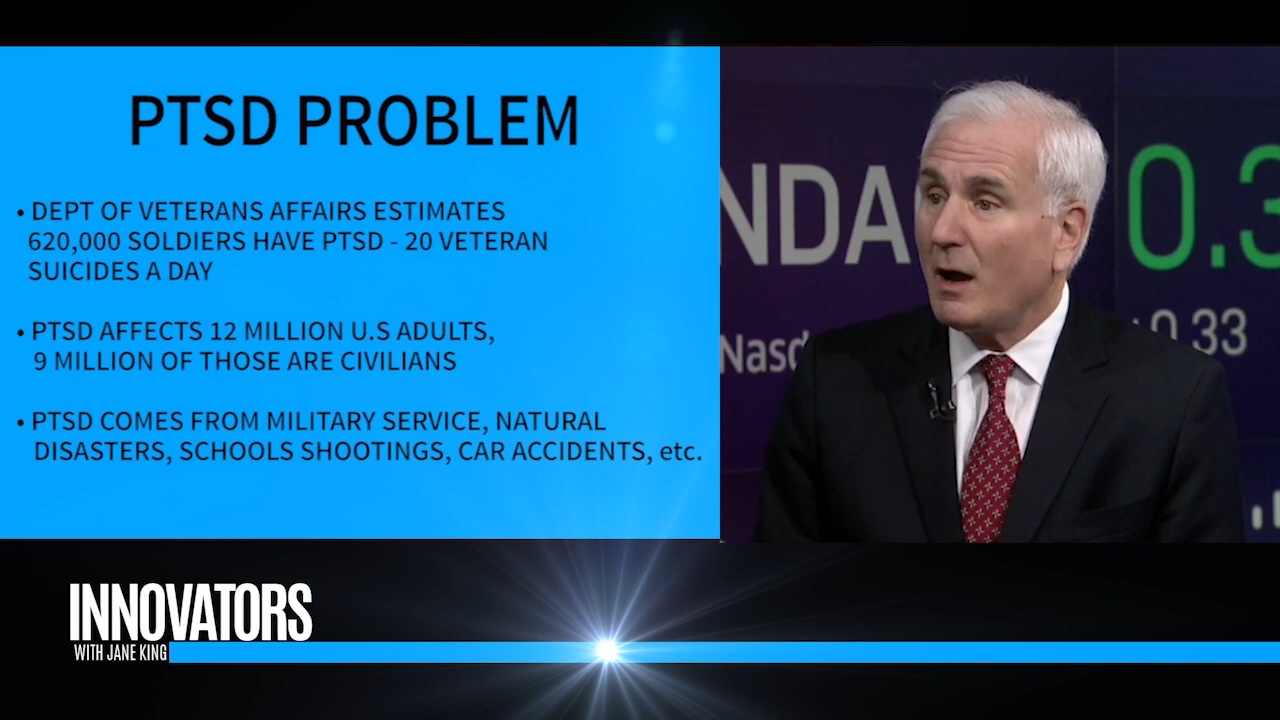 PTSD PROBLEM
• DEPT OF VETERANS AFFAIRS ESTIMATES
620,000 SOLDIERS HAVE PTSD - 20 VETERAN
SUICIDES A DAY
• PTSD AFFECTS 12 MILLION U.S ADULTS,
9 MILLION OF THOSE ARE CIVILIANS
• PTSD COMES FROM MILITARY SERVICE, NATURAL
DISASTERS, SCHOOLS SHOOTINGS, CAR ACCIDENTS, etc.
NDA
0.3
Nasd
0.33
INNOVATORS
WITH JANE KING